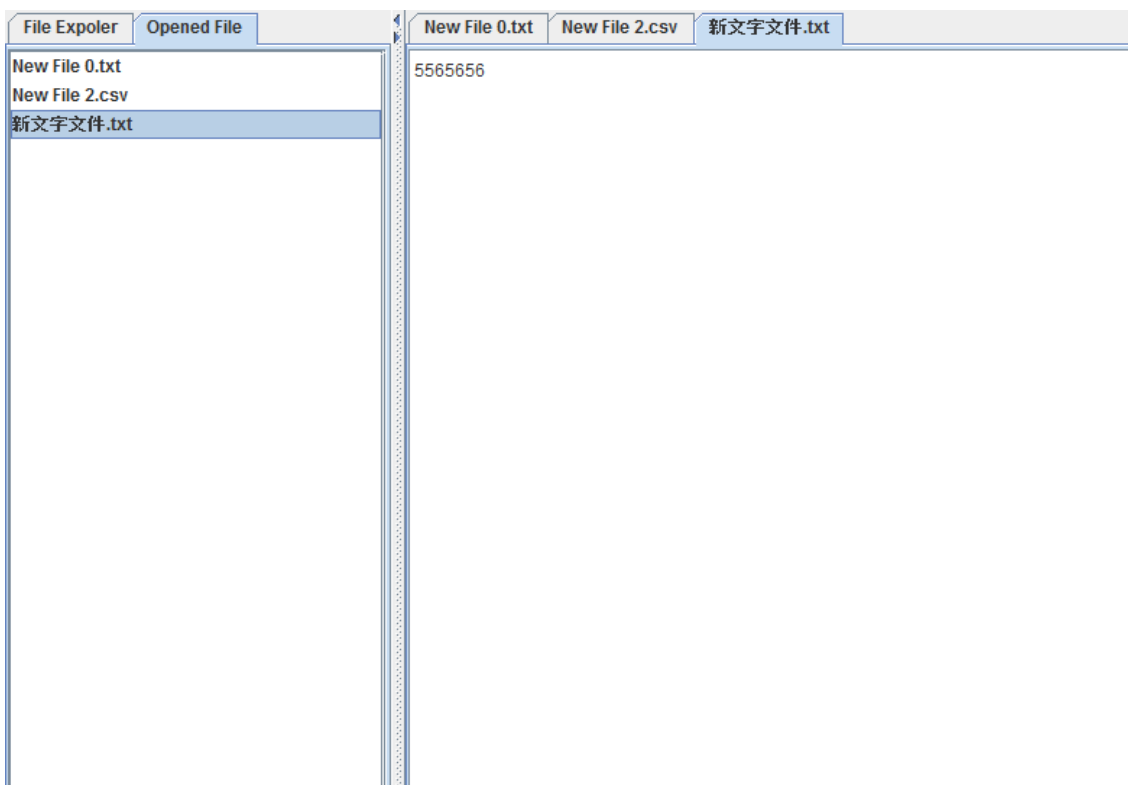 File Expoler Opened File
New File 0.txt
New File 2.csv
新文字文件.txt
New File 0.txt New File 2.csv 新文字文件.txt
5565656